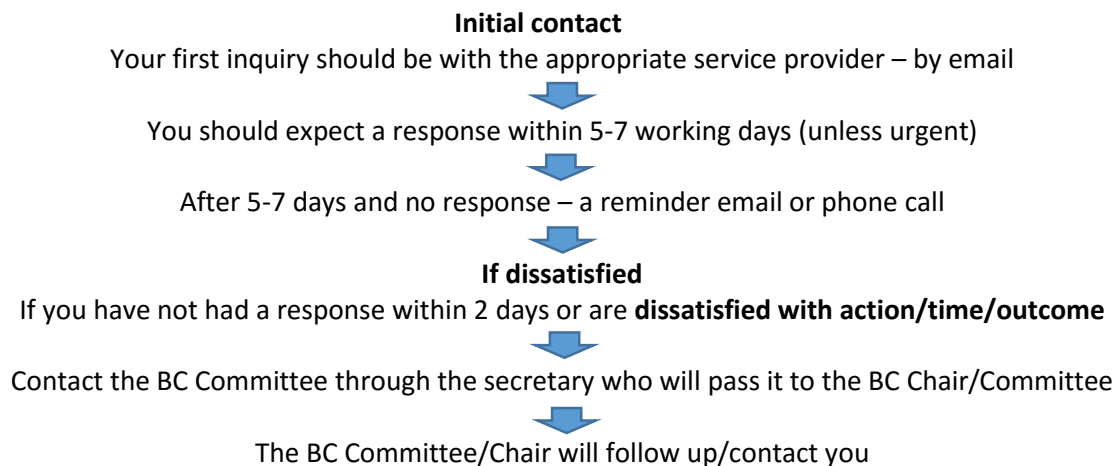 Initial contact
Your first inquiry should be with the appropriate service provider – by email
You should expect a response within 5-7 working days (unless urgent)
After 5-7 days and no response – a reminder email or phone call
If dissatisfied
If you have not had a response within 2 days or are dissatisfied with action/time/outcome
Contact the BC Committee through the secretary who will pass it to the BC Chair/Committee
The BC Committee/Chair will follow up/contact you